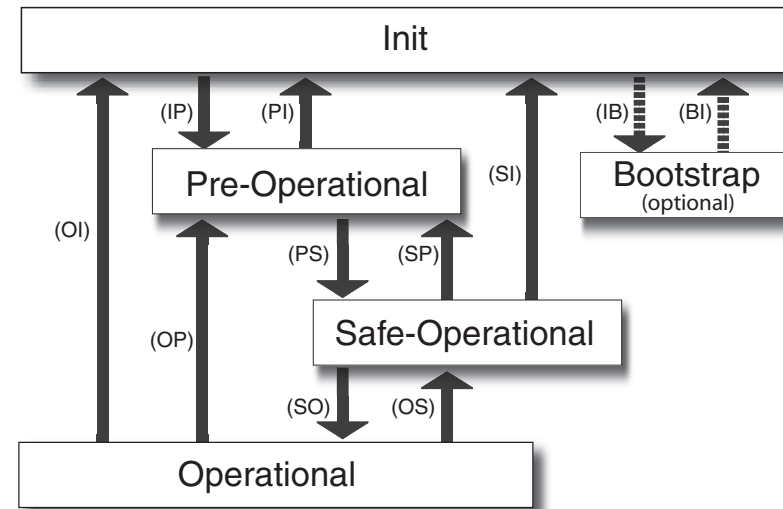 Init
(IP)
(PI)
(IB)
(BI)
Pre-Operational
(SI)
Bootstrap
(optional)
(OI)
(PS)
(SP)
Safe-Operational
(OP)
(SO)
(OS)
Operational